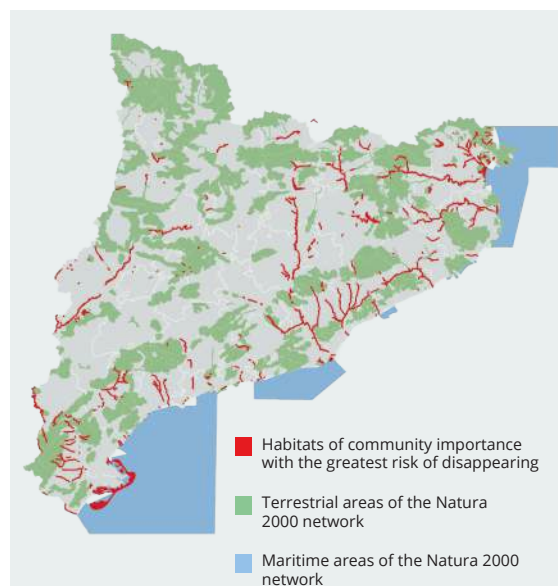 Habitats of community importance
with the greatest risk of disappearing
Terrestrial areas of the Natura
2000 network
Maritime areas of the Natura 2000
network